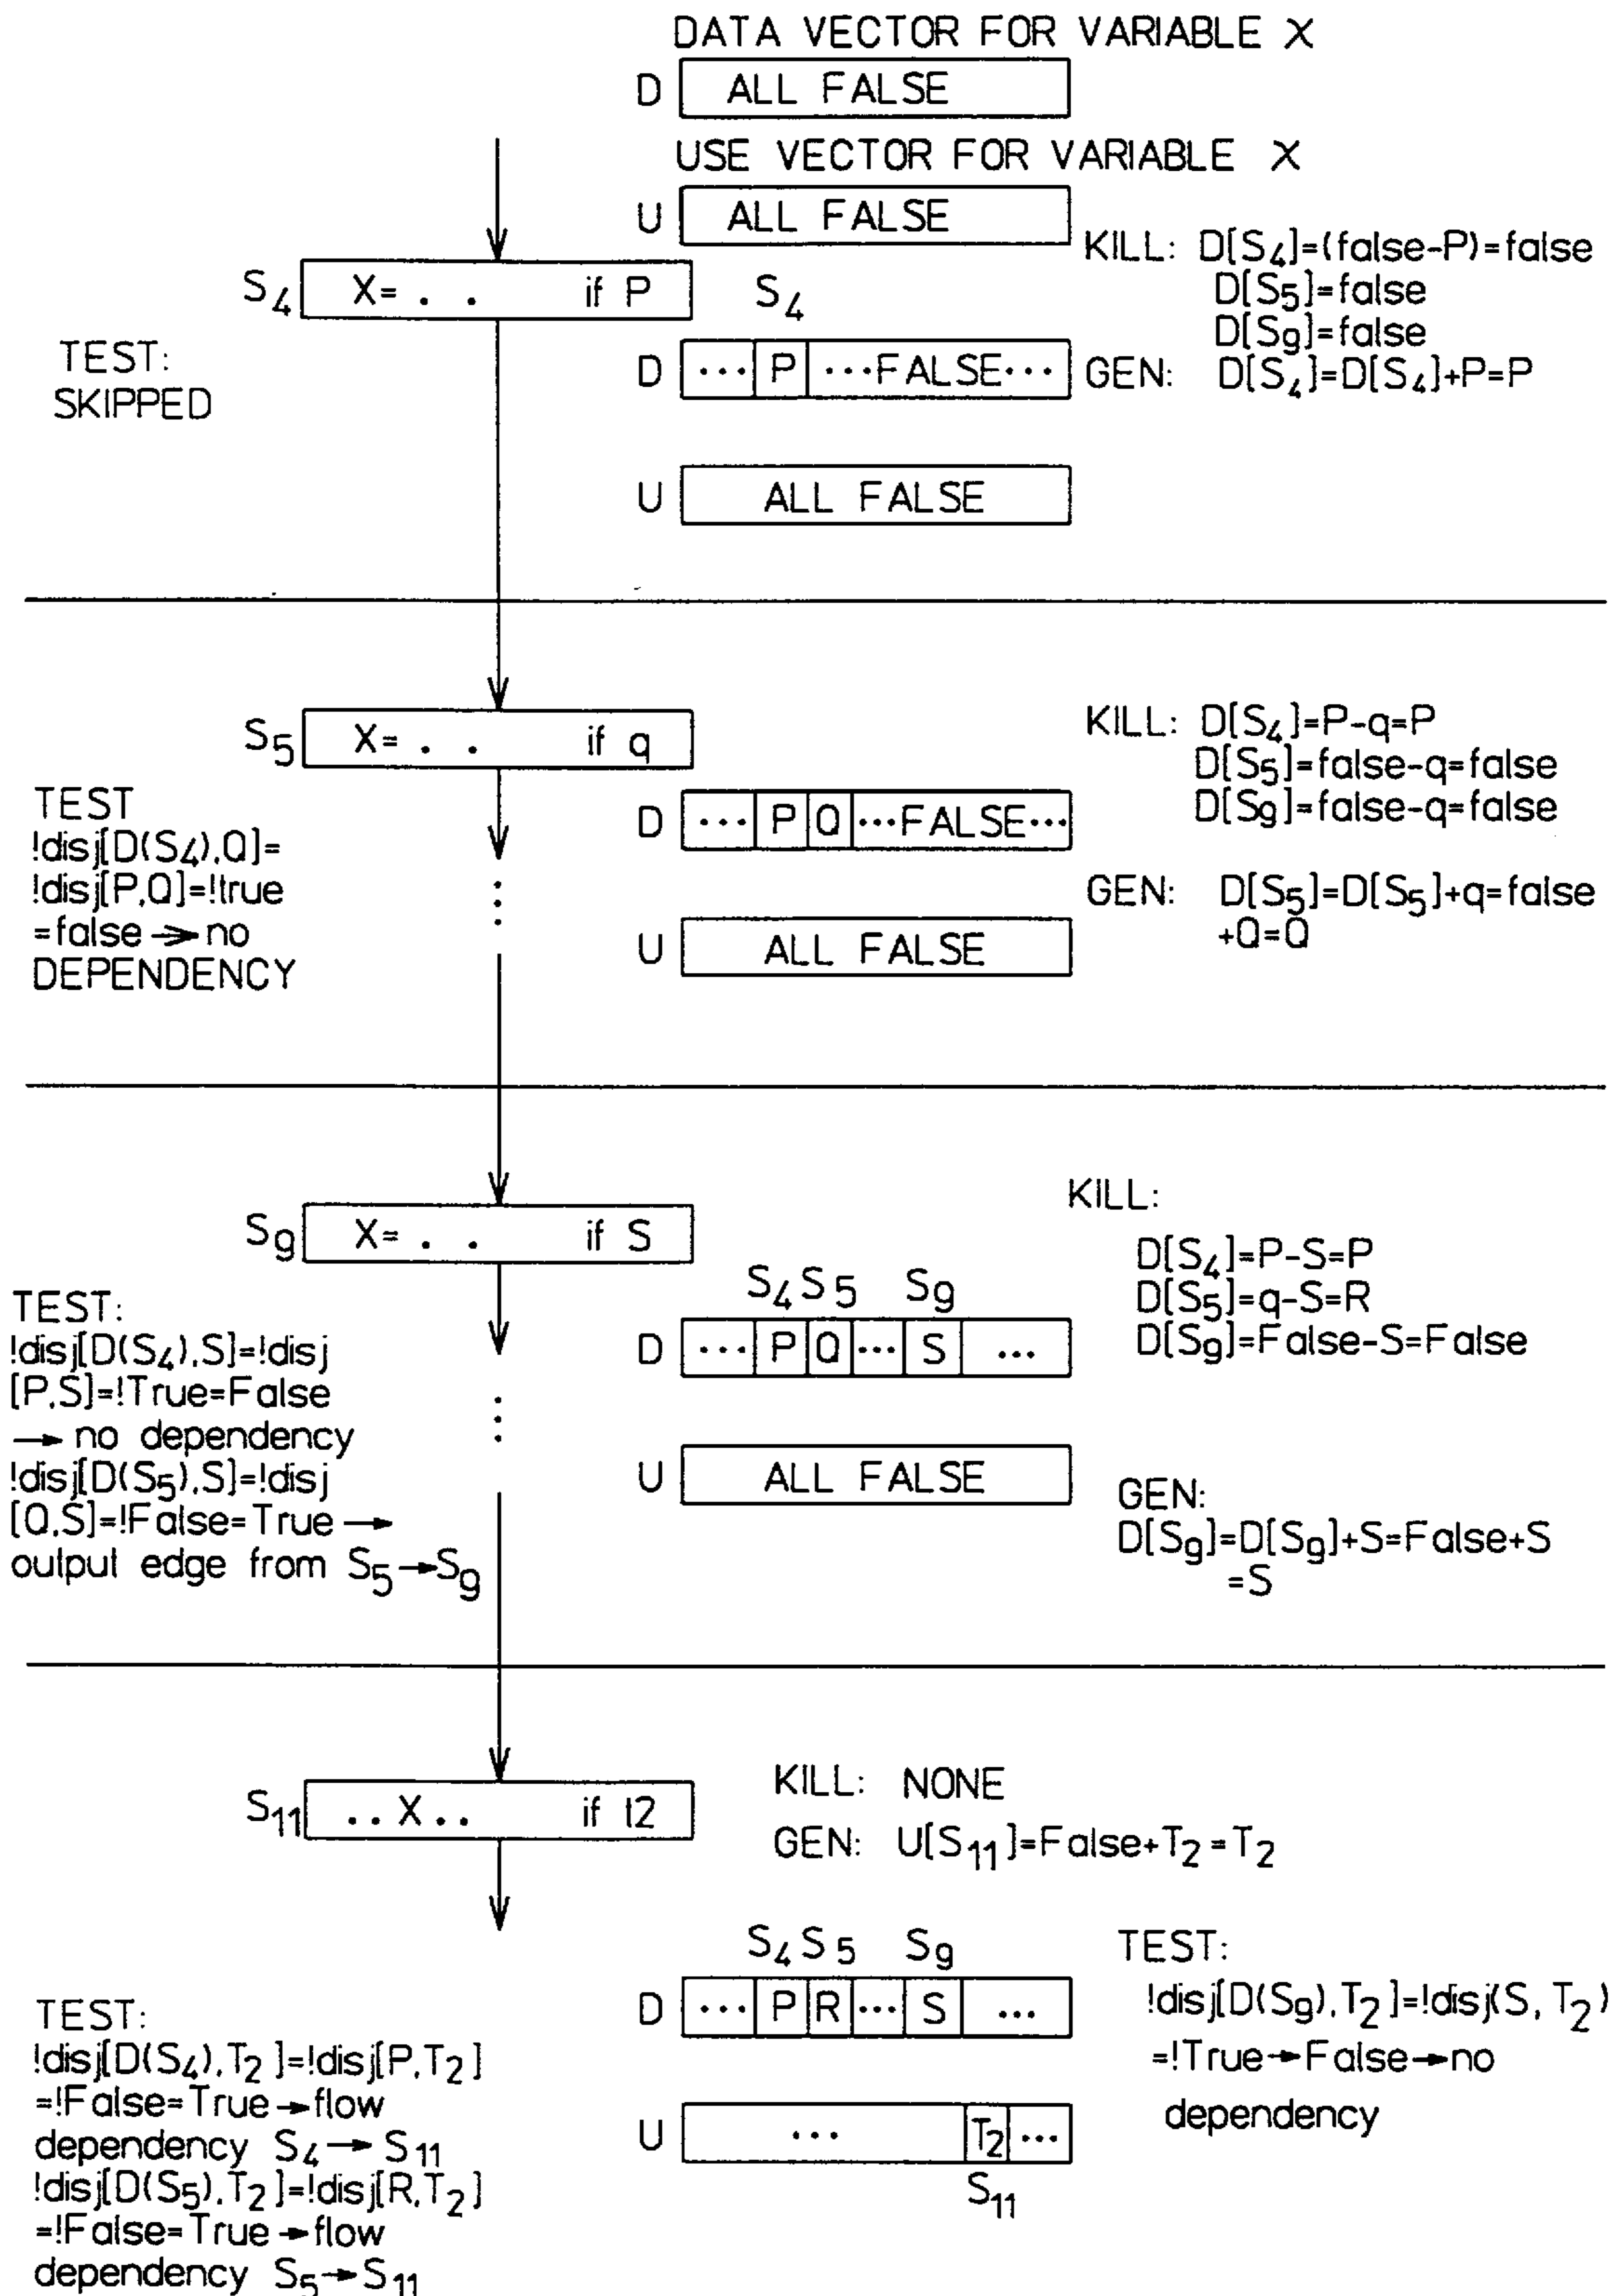 DATA VECTOR FOR VARIABLE X
D ALL FALSE
USE VECTOR FOR VARIABLE X
U ALL FALSE
S4 X= . . if P
S4
KILL: D[S4]=(false-P)=false
D[S5]=false
D[S9]=false
TEST:
SKIPPED
D ... P ...FALSE...
GEN: D[S4]=D[S4]+P=P
U ALL FALSE
S5 X= . . if q
KILL: D[S4]=P-q=P
D[S5]=false-q=false
D[S9]=false-q=false
TEST
!disj[D(S4),Q]=
!disj[P,Q]=!true
=false → no
DEPENDENCY
D ... P Q ...FALSE...
GEN: D[S5]=D[S5]+q=false
+Q=Q
U ALL FALSE
S9 X= . . if S
KILL:
D[S4]=P-S=P
D[S5]=q-S=R
D[S9]=False-S=False
TEST:
!disj[D(S4),S]=!disj
[P,S]=!True=False
→ no dependency
!disj[D(S5),S]=!disj
[Q,S]=!False=True →
oulpul edge from S5→S9
S4 S5 S9
D ... P Q ... S ...
U ALL FALSE
GEN:
D[S9]=D[S9]+S=False+S
=S
S11 . . X . . if l2
KILL: NONE
GEN: U[S11]=False+T2=T2
S4 S5 S9
D ... P R ... S ...
U ... T2 ...
S11
TEST:
!disj[D(S9),T2]=!disj(S, T2)
=!True→False→no
dependency
TEST:
!disj[D(S4),T2]=!disj[P,T2]
=!False=True→flow
dependency S4→S11
!disj[D(S5),T2]=!disj[R,T2]
=!False=True→flow
dependency S5→S11